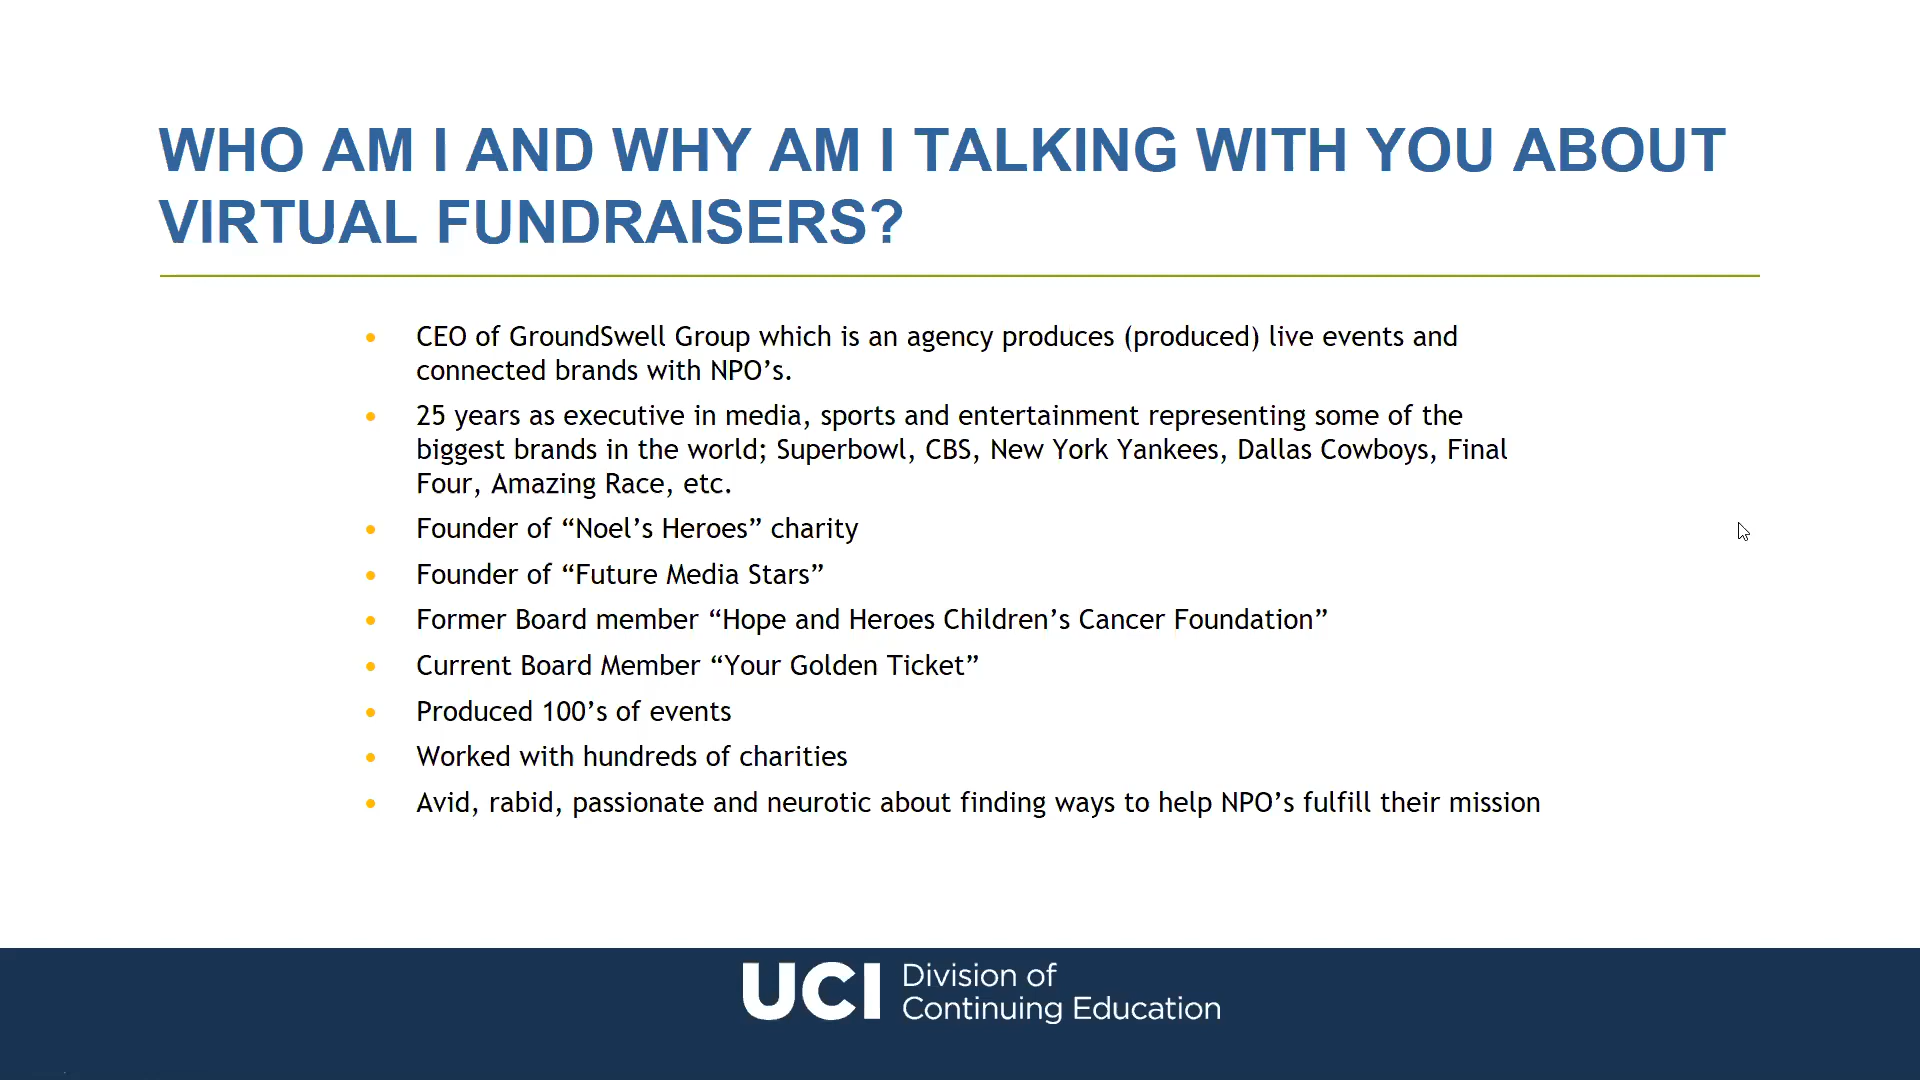 WHO AM I AND WHY AM I TALKING WITH YOU ABOUT
VIRTUAL FUNDRAISERS?
• CEO of GroundSwell Group which is an agency produces (produced) live events and
connected brands with NPO’s.
• 25 years as executive in media, sports and entertainment representing some of the
biggest brands in the world; Superbowl, CBS, New York Yankees, Dallas Cowboys, Final
Four, Amazing Race, etc.
• Founder of “Noel’s Heroes” charity
• Founder of “Future Media Stars”
• Former Board member “Hope and Heroes Children’s Cancer Foundation”
• Current Board Member “Your Golden Ticket”
• Produced 100’s of events
• Worked with hundreds of charities
• Avid, rabid, passionate and neurotic about finding ways to help NPO’s fulfill their mission
UCI Division of
Continuing Education